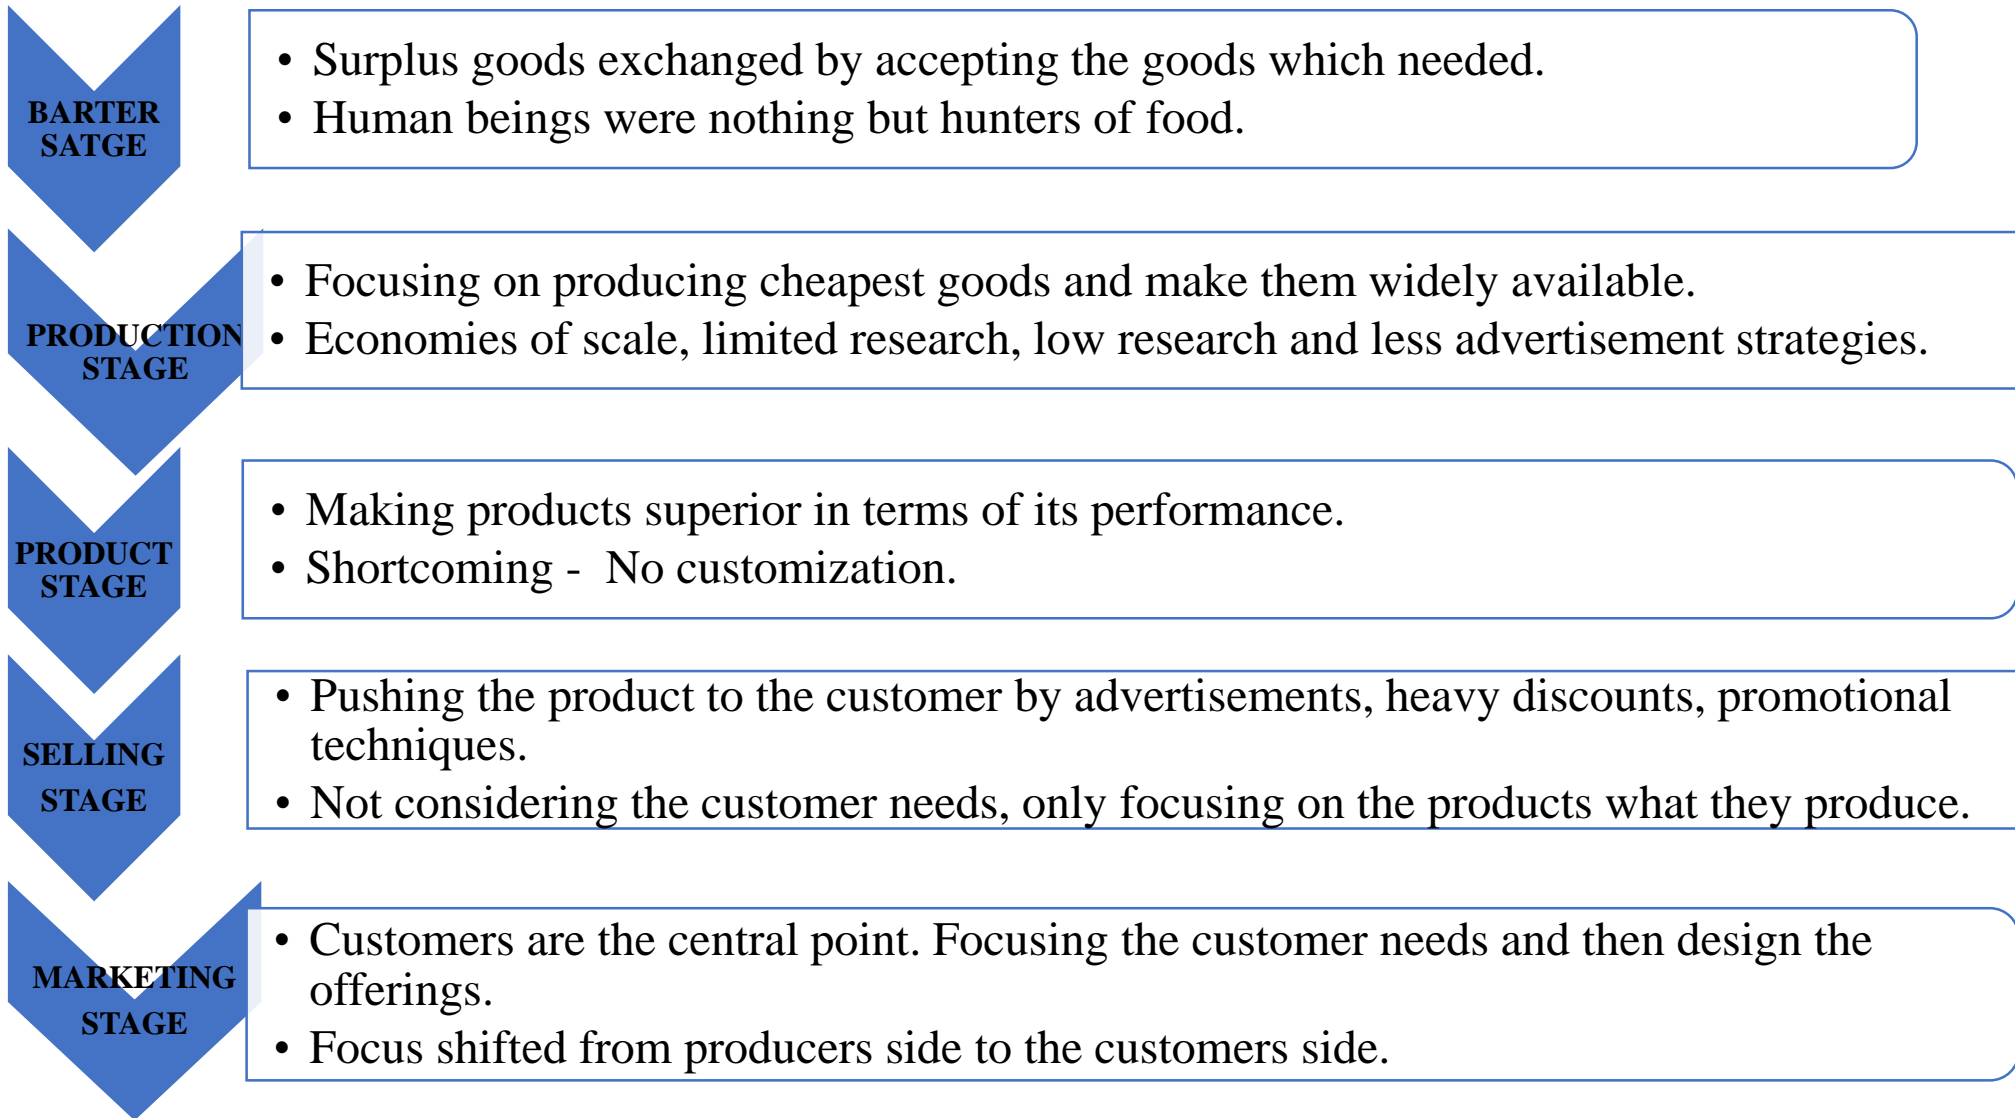 BARTER
SATGE
• Surplus goods exchanged by accepting the goods which needed.
• Human beings were nothing but hunters of food.
PRODUCTION
STAGE
• Focusing on producing cheapest goods and make them widely available.
• Economies of scale, limited research, low research and less advertisement strategies.
PRODUCT
STAGE
• Making products superior in terms of its performance.
• Shortcoming -  No customization.
SELLING
STAGE
• Pushing the product to the customer by advertisements, heavy discounts, promotional
techniques.
• Not considering the customer needs, only focusing on the products what they produce.
MARKETING
STAGE
• Customers are the central point. Focusing the customer needs and then design the
offerings.
• Focus shifted from producers side to the customers side.